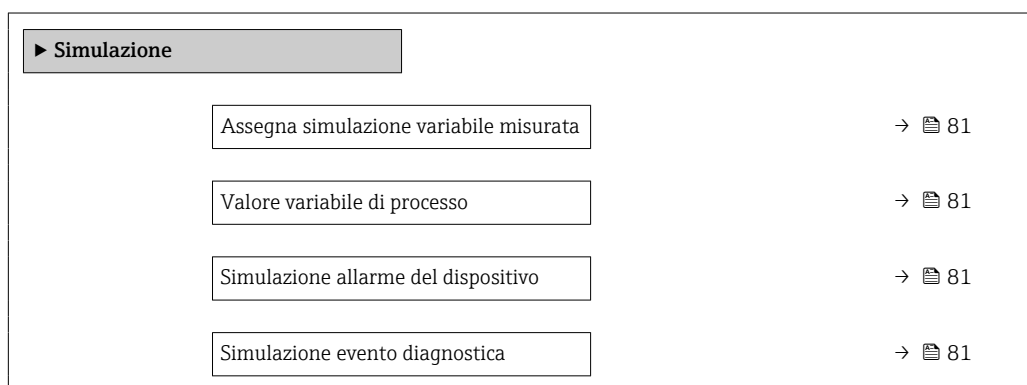 ▶ Simulazione
Assegna simulazione variabile misurata → 81
Valore variabile di processo → 81
Simulazione allarme del dispositivo → 81
Simulazione evento diagnostica → 81